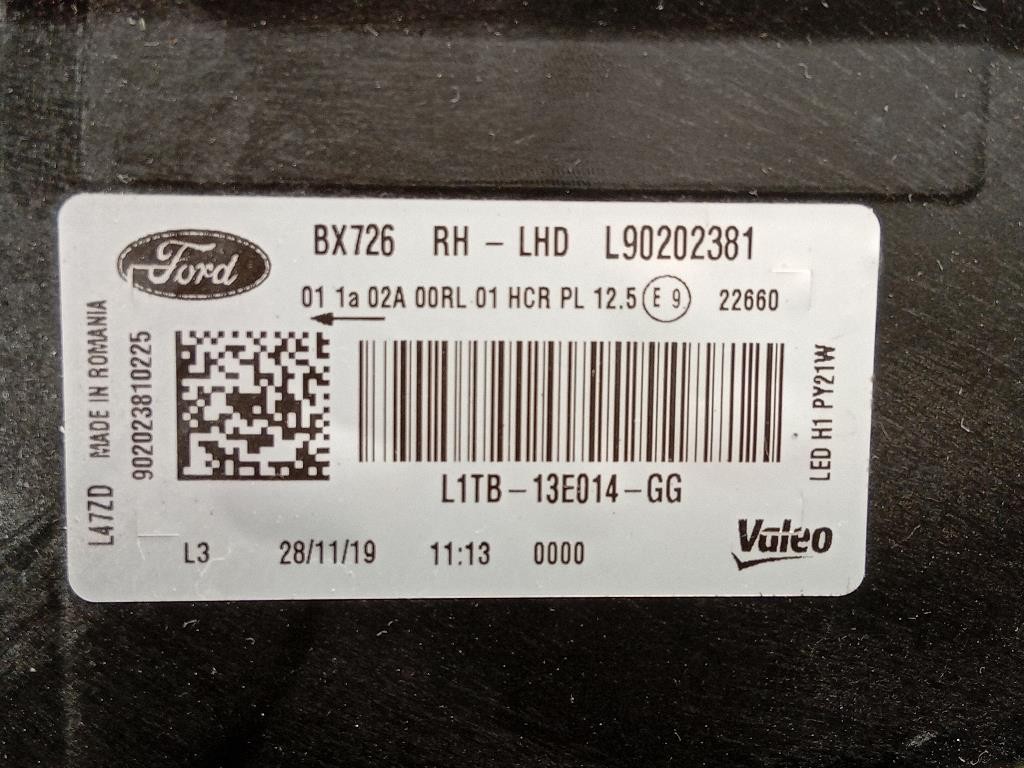 Ford
BX726 RH - LHD L90202381
01 1a 02A 00RL 01 HCR PL 12.5 E 9 22660
L47ZD MADE IN ROMANIA
902023810225
LED H1 PY21W
L1TB-13E014-GG
L3 28/11/19 11:13 0000
Valeo